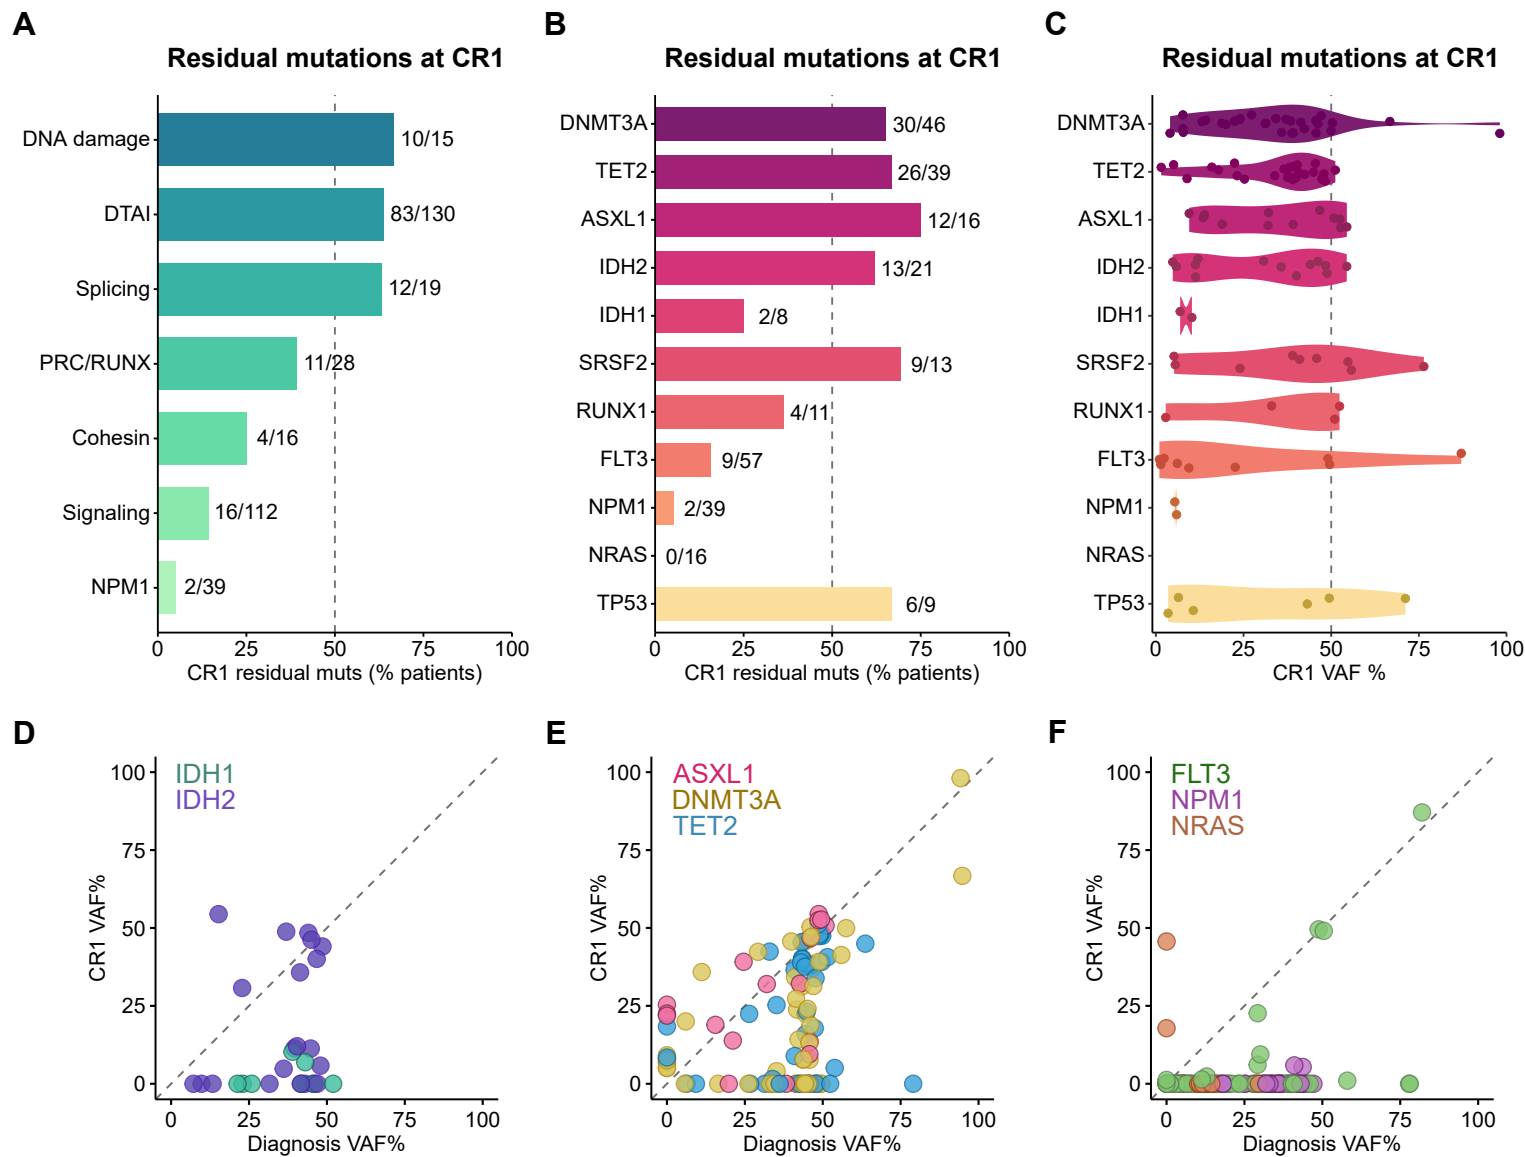 A
Residual mutations at CR1
DNA damage
10/15
DTAI
83/130
Splicing
12/19
PRC/RUNX
11/28
Cohesin
4/16
Signaling
16/112
NPM1
2/39
0 25 50 75 100
CR1 residual muts (% patients)
B
Residual mutations at CR1
DNMT3A
30/46
TET2
26/39
ASXL1
12/16
IDH2
13/21
IDH1
2/8
SRSF2
9/13
RUNX1
4/11
FLT3
9/57
NPM1
2/39
NRAS
0/16
TP53
6/9
0 25 50 75 100
CR1 residual muts (% patients)
C
Residual mutations at CR1
DNMT3A
TET2
ASXL1
IDH2
IDH1
SRSF2
RUNX1
FLT3
NPM1
NRAS
TP53
0 25 50 75 100
CR1 VAF %
D
IDH1
IDH2
CR1 VAF%
100
75
50
25
0
0 25 50 75 100
Diagnosis VAF%
E
ASXL1
DNMT3A
TET2
CR1 VAF%
100
75
50
25
0
0 25 50 75 100
Diagnosis VAF%
F
FLT3
NPM1
NRAS
CR1 VAF%
100
75
50
25
0
0 25 50 75 100
Diagnosis VAF%